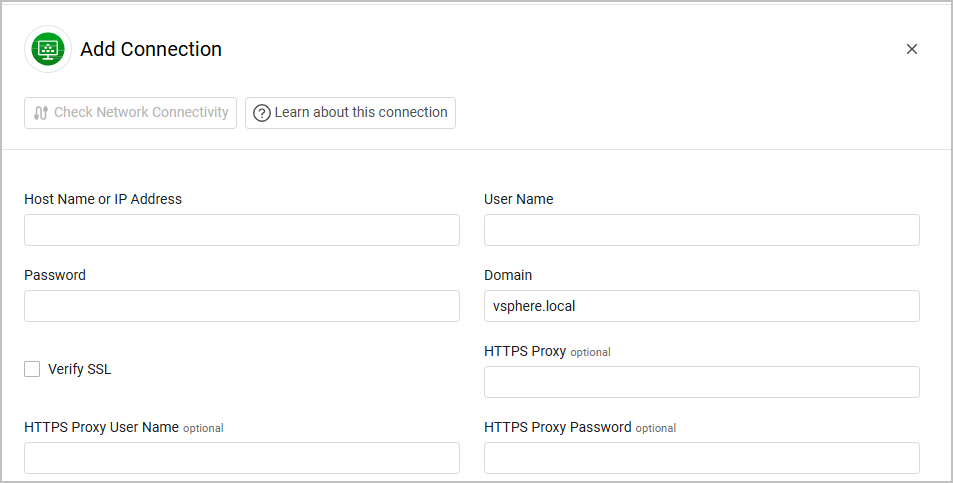 Add Connection
Check Network Connectivity
Learn about this connection
Host Name or IP Address
User Name
Password
Domain
vsphere.local
Verify SSL
HTTPS Proxy optional
HTTPS Proxy User Name optional
HTTPS Proxy Password optional